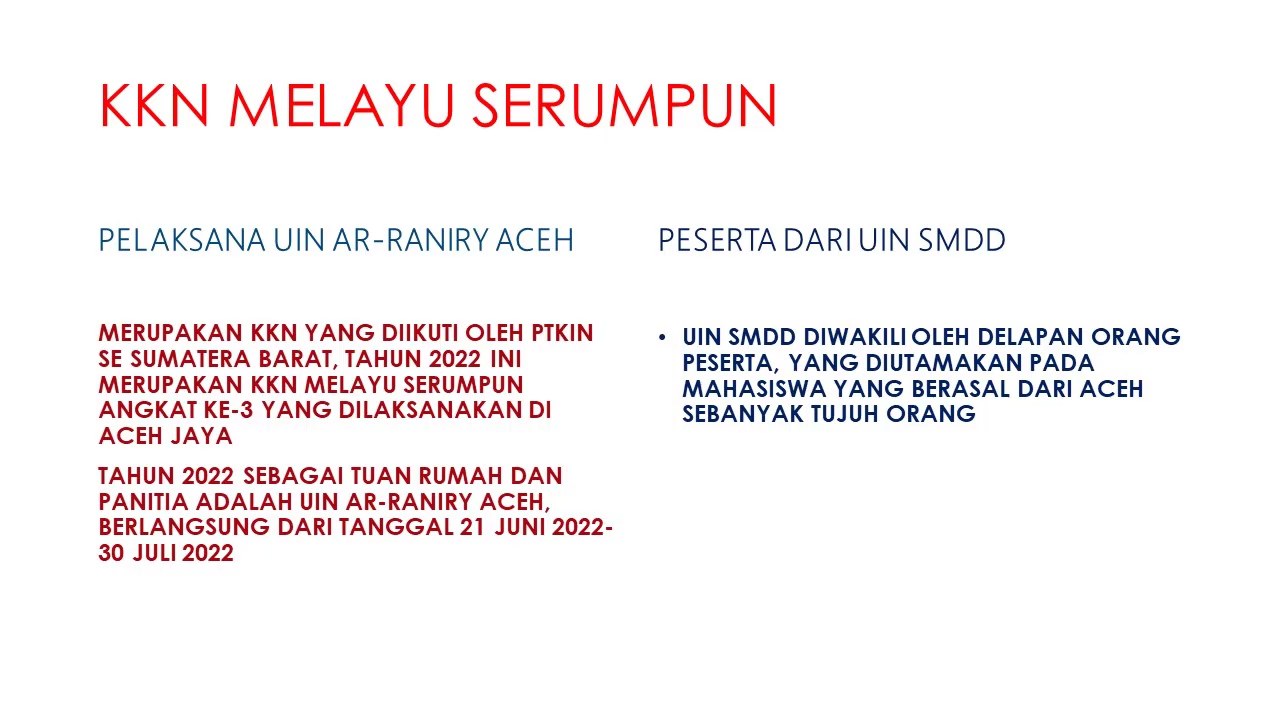 KKN MELAYU SERUMPUN
PELAKSANA UIN AR-RANIRY ACEH
MERUPAKAN KKN YANG DIIKUTI OLEH PTKIN
SE SUMATERA BARAT, TAHUN 2022 INI
MERUPAKAN KKN MELAYU SERUMPUN
ANGKAT KE-3 YANG DILAKSANAKAN DI
ACEH JAYA
TAHUN 2022 SEBAGAI TUAN RUMAH DAN
PANITIA ADALAH UIN AR-RANIRY ACEH,
BERLANGSUNG DARI TANGGAL 21 JUNI 2022-
30 JULI 2022
PESERTA DARI UIN SMDD
• UIN SMDD DIWAKILI OLEH DELAPAN ORANG
PESERTA, YANG DIUTAMAKAN PADA
MAHASISWA YANG BERASAL DARI ACEH
SEBANYAK TUJUH ORANG